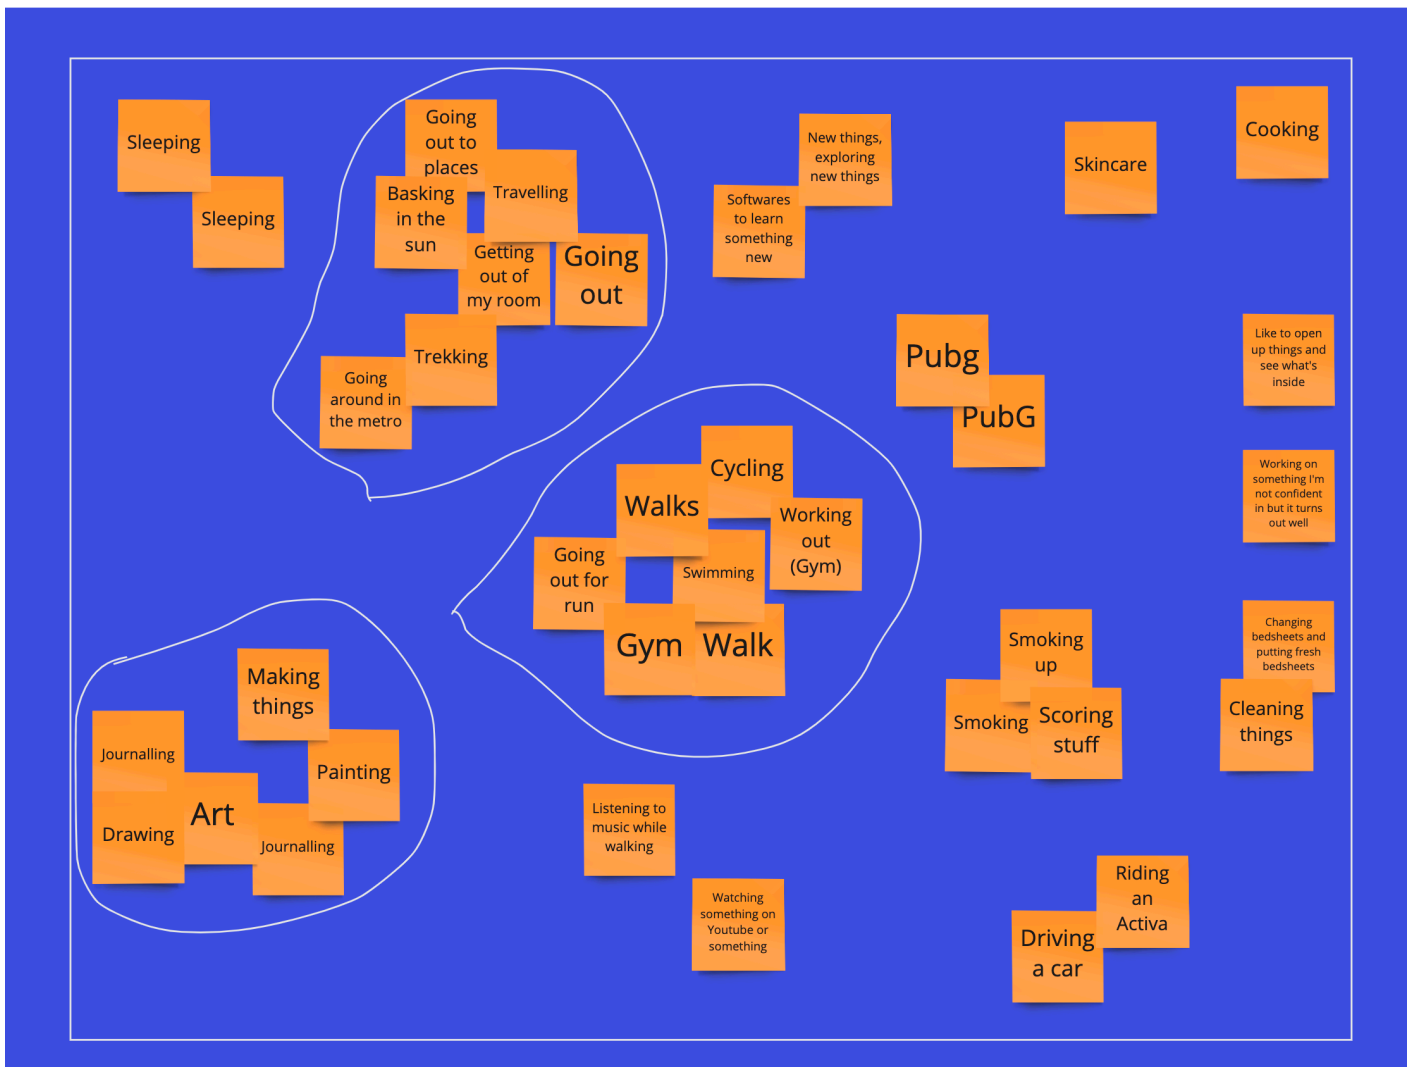 Sleeping
Sleeping
Going
out to
places
Travelling
Basking
in the
sun
Getting
out of
my room
Going
out
Trekking
Going
around in
the metro
New things,
exploring
new things
Softwares
to learn
something
new
Skincare
Cooking
Pubg
PubG
Like to open
up things and
see what's
inside
Working on
something I'm
not confident
in but it turns
out well
Cycling
Walks
Working
out
(Gym)
Going
out for
run
Swimming
Gym
Walk
Making
things
Journalling
Painting
Drawing
Art
Journalling
Smoking
up
Smoking
Scoring
stuff
Changing
bedsheets and
putting fresh
bedsheets
Cleaning
things
Listening to
music while
walking
Watching
something on
Youtube or
something
Riding
an
Activa
Driving
a car